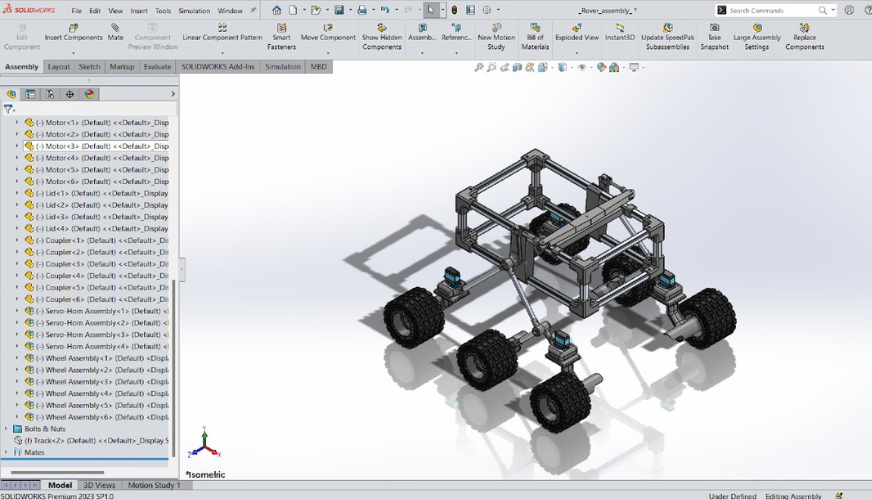 SOLIDWORKS File Edit View Insert Tools Simulation Window _Rover_assembly_* Search Commands
Edit Component
Insert Components
Mate
Component Preview Window
Linear Component Pattern
Smart Fasteners
Move Component
Show Hidden Components
Assemb...
Referenc...
New Motion Study
Bill of Materials
Exploded View
Instant3D
Update SpeedPak Subassemblies
Take Snapshot
Large Assembly Settings
Replace Components
Assembly Layout Sketch Markup Evaluate SOLIDWORKS Add-Ins Simulation MBD
(-) Motor<1> (Default) <<Default>_Disp
(-) Motor<2> (Default) <<Default>_Disp
(-) Motor<3> (Default) <<Default>_Disp
(-) Motor<4> (Default) <<Default>_Disp
(-) Motor<5> (Default) <<Default>_Disp
(-) Motor<6> (Default) <<Default>_Disp
(-) Lid<1> (Default) <<Default>_Display
(-) Lid<2> (Default) <<Default>_Display
(-) Lid<3> (Default) <<Default>_Display
(-) Lid<4> (Default) <<Default>_Display
(-) Coupler<1> (Default) <<Default>_Di
(-) Coupler<2> (Default) <<Default>_Di
(-) Coupler<3> (Default) <<Default>_Di
(-) Coupler<4> (Default) <<Default>_Di
(-) Coupler<5> (Default) <<Default>_Di
(-) Coupler<6> (Default) <<Default>_Di
(-) Servo-Horn Assembly<1> (Default) <
(-) Servo-Horn Assembly<2> (Default) <
(-) Servo-Horn Assembly<3> (Default) <
(-) Servo-Horn Assembly<4> (Default) <
(-) Wheel Assembly<1> (Default) <Displ
(-) Wheel Assembly<2> (Default) <Displ
(-) Wheel Assembly<3> (Default) <Displ
(-) Wheel Assembly<4> (Default) <Displ
(-) Wheel Assembly<5> (Default) <Displ
(-) Wheel Assembly<6> (Default) <Displ
Bolts & Nuts
(f) Track<2> (Default) <<Default>_Display S
Mates
Y
Z
X
*Isometric
Model 3D Views Motion Study 1
SOLIDWORKS Premium 2023 SP1.0 Under Defined Editing Assembly